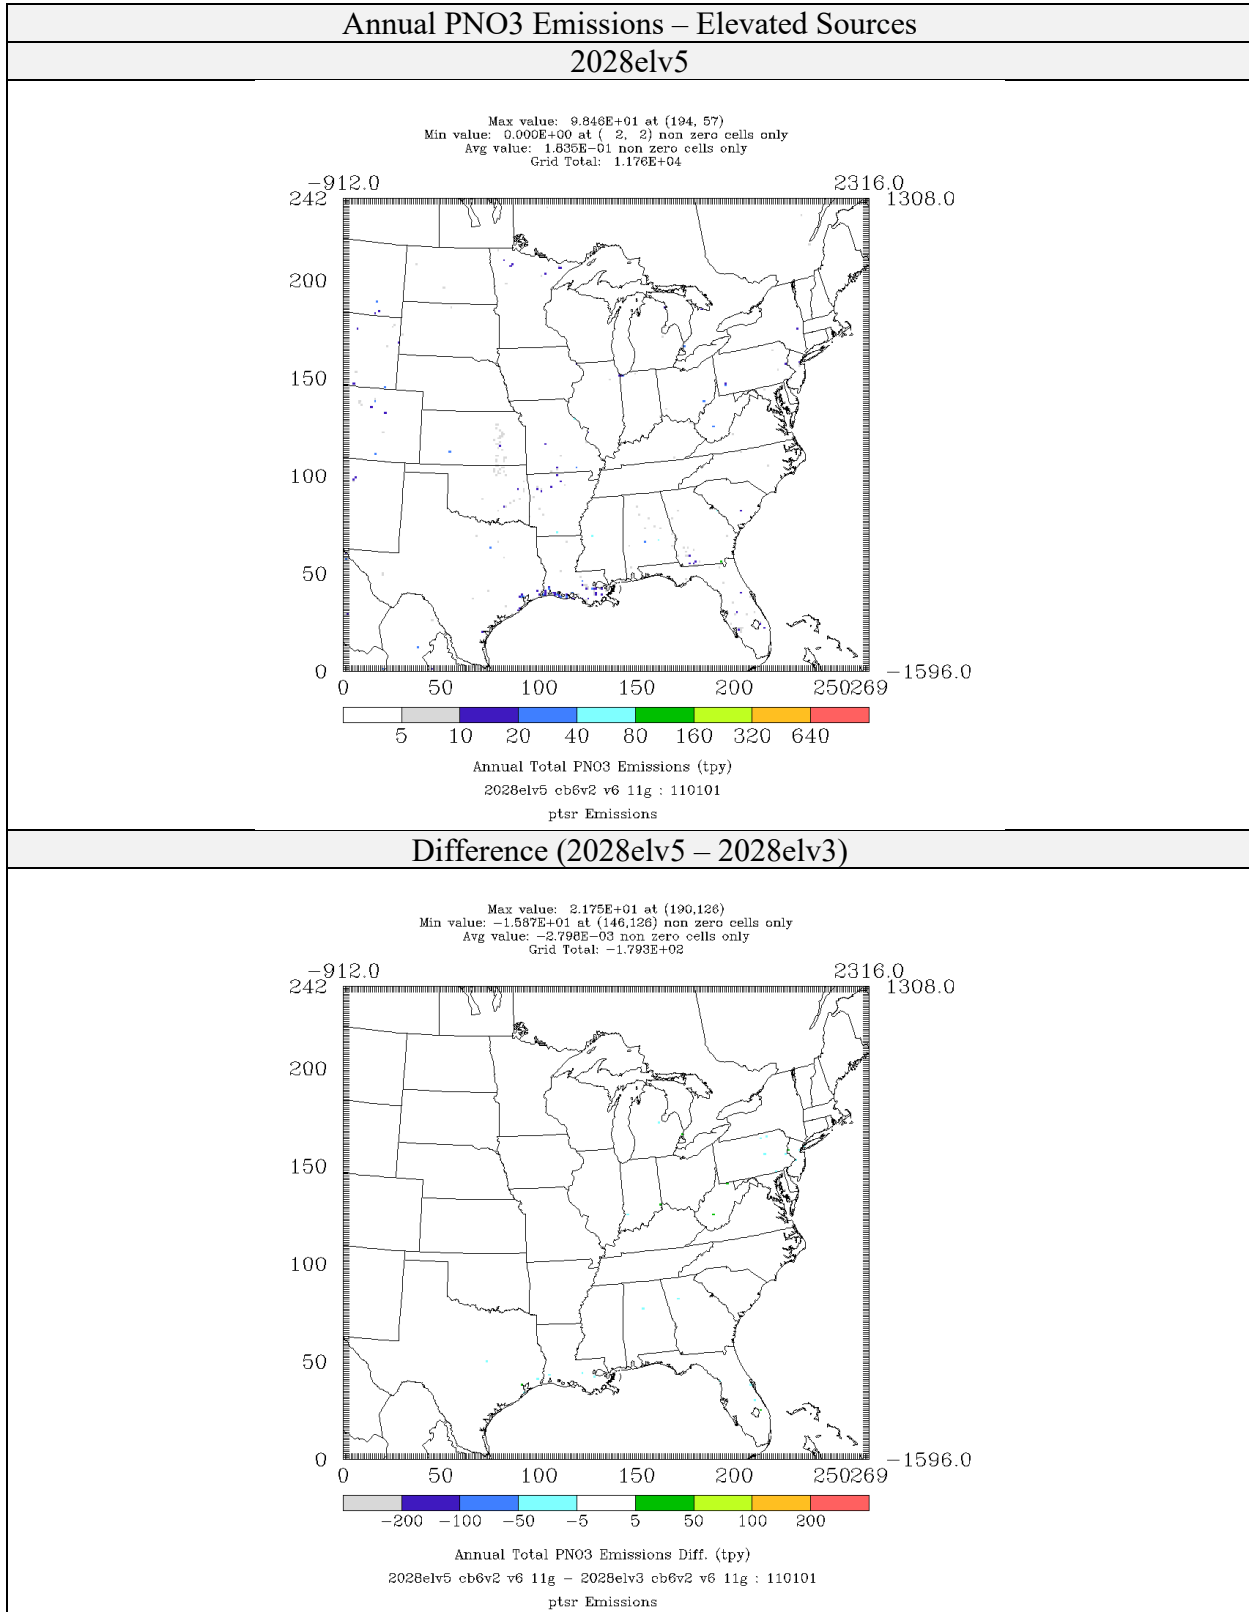 Annual PNO3 Emissions – Elevated Sources
2028elv5
Max value: 9.846E+01 at (194, 57)
Min value: 0.000E+00 at ( 2, 2) non zero cells only
Avg value: 1.835E-01 non zero cells only
Grid Total: 1.176E+04
-912.0 2316.0
242 1308.0
200
150
100
50
0 -1596.0
0 50 100 150 200 250269
5 10 20 40 80 160 320 640
Annual Total PNO3 Emissions (tpy)
2028elv5 cb6v2 v6 11g : 110101
ptsr Emissions
Difference (2028elv5 – 2028elv3)
Max value: 2.175E+01 at (190,126)
Min value: -1.587E+01 at (146,126) non zero cells only
Avg value: -2.798E-03 non zero cells only
Grid Total: -1.793E+02
-912.0 2316.0
242 1308.0
200
150
100
50
0 -1596.0
0 50 100 150 200 250269
-200 -100 -50 -5 5 50 100 200
Annual Total PNO3 Emissions Diff. (tpy)
2028elv5 cb6v2 v6 11g - 2028elv3 cb6v2 v6 11g : 110101
ptsr Emissions